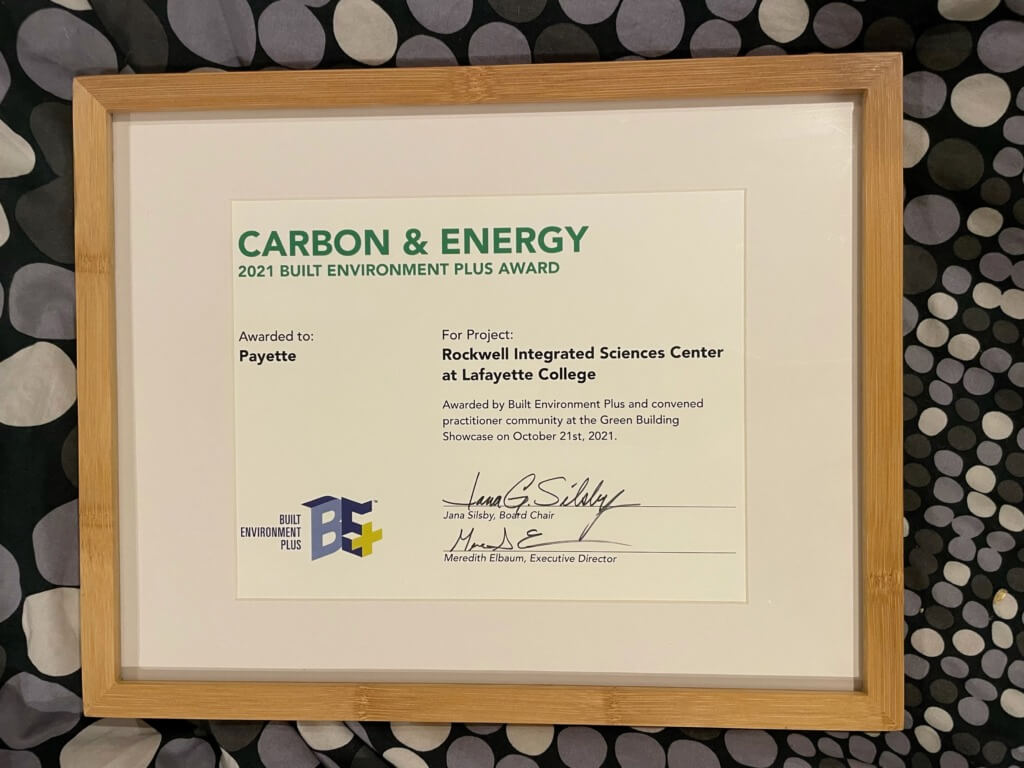 CARBON & ENERGY
2021 BUILT ENVIRONMENT PLUS AWARD
Awarded to:
Payette
For Project:
Rockwell Integrated Sciences Center
at Lafayette College
Awarded by Built Environment Plus and convened
practitioner community at the Green Building
Showcase on October 21st, 2021.
Jana G. Silsby
Jana Silsby, Board Chair
Meredith Elbaum, Executive Director
BUILT
ENVIRONMENT
PLUS
BE+™